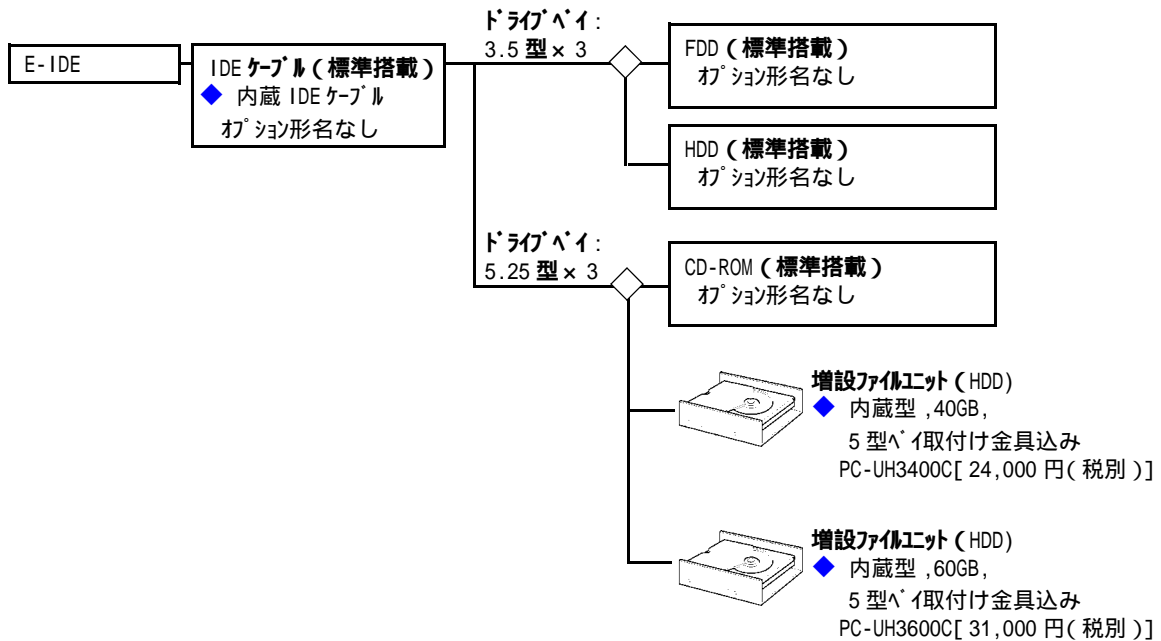 E-IDE
IDE ｹｰﾌﾞﾙ（標準搭載）
◆ 内蔵 IDE ｹｰﾌﾞﾙ
ｵﾌﾟｼｮﾝ形名なし
ﾄﾞﾗｲﾌﾞﾍﾞｲ:
3.5 型× 3
FDD（標準搭載）
ｵﾌﾟｼｮﾝ形名なし
HDD（標準搭載）
ｵﾌﾟｼｮﾝ形名なし
ﾄﾞﾗｲﾌﾞﾍﾞｲ:
5.25 型× 3
CD-ROM（標準搭載）
ｵﾌﾟｼｮﾝ形名なし
増設ﾌｧｲﾙﾕﾆｯﾄ（HDD)
◆ 内蔵型 ,40GB,
5 型ﾍﾞｲ取付け金具込み
PC-UH3400C[ 24,000 円( 税別 )]
増設ﾌｧｲﾙﾕﾆｯﾄ（HDD)
◆ 内蔵型 ,60GB,
5 型ﾍﾞｲ取付け金具込み
PC-UH3600C[ 31,000 円( 税別 )]